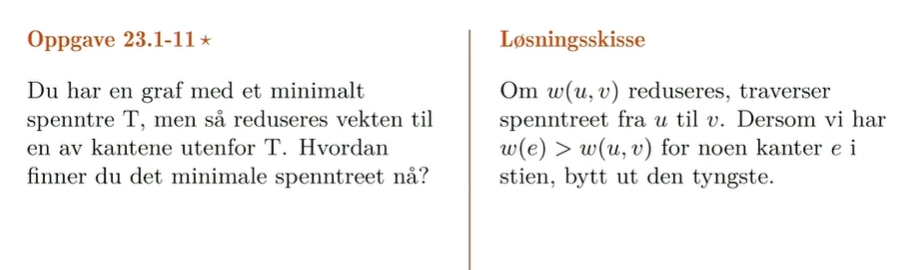 Oppgave 23.1-11 ⋆
Du har en graf med et minimalt
spenntre T, men så reduseres vekten til
en av kantene utenfor T. Hvordan
finner du det minimale spenntreet nå?
Løsningsskisse
Om w(u, v) reduseres, traverser
spenntreet fra u til v. Dersom vi har
w(e) > w(u, v) for noen kanter e i
stien, bytt ut den tyngste.